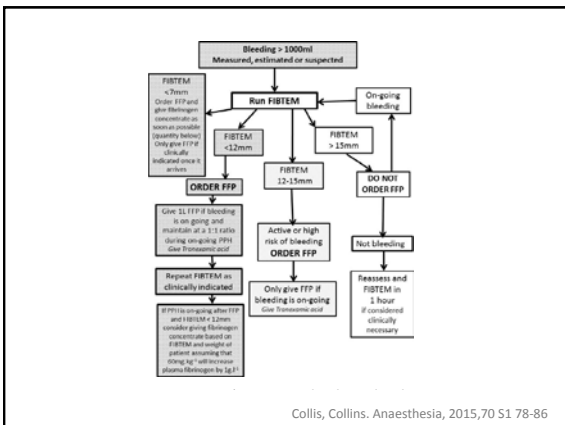 Bleeding > 1000ml
Measured, estimated or suspected
FIBTEM
<7mm
Order FFP and
give fibrinogen
concentrate as
soon as possible
(quantity below)
Only give FFP if
clinically
indicated once it
arrives
Run FIBTEM
On-going
bleeding
FIBTEM
<12mm
FIBTEM
12-15mm
FIBTEM
> 15mm
ORDER FFP
DO NOT
ORDER FFP
Give 1L FFP if bleeding
is on going and
maintain at a 1:1 ratio
during on-going PPH
Give Tranexamic acid
Active or high
risk of bleeding
ORDER FFP
Not bleeding
Repeat FIBTEM as
clinically indicated
Only give FFP if
bleeding is on-going
Give Tranexamic acid
Reassess and
FIBTEM in
1 hour
if considered
clinically
necessary
If PPH is on-going after FFP
and FIBTEM < 12mm
consider giving fibrinogen
concentrate based on
FIBTEM and weight of
patient assuming that
60mg.kg⁻¹ will increase
plasma fibrinogen by 1g.l⁻¹
Collis, Collins. Anaesthesia, 2015,70 S1 78-86